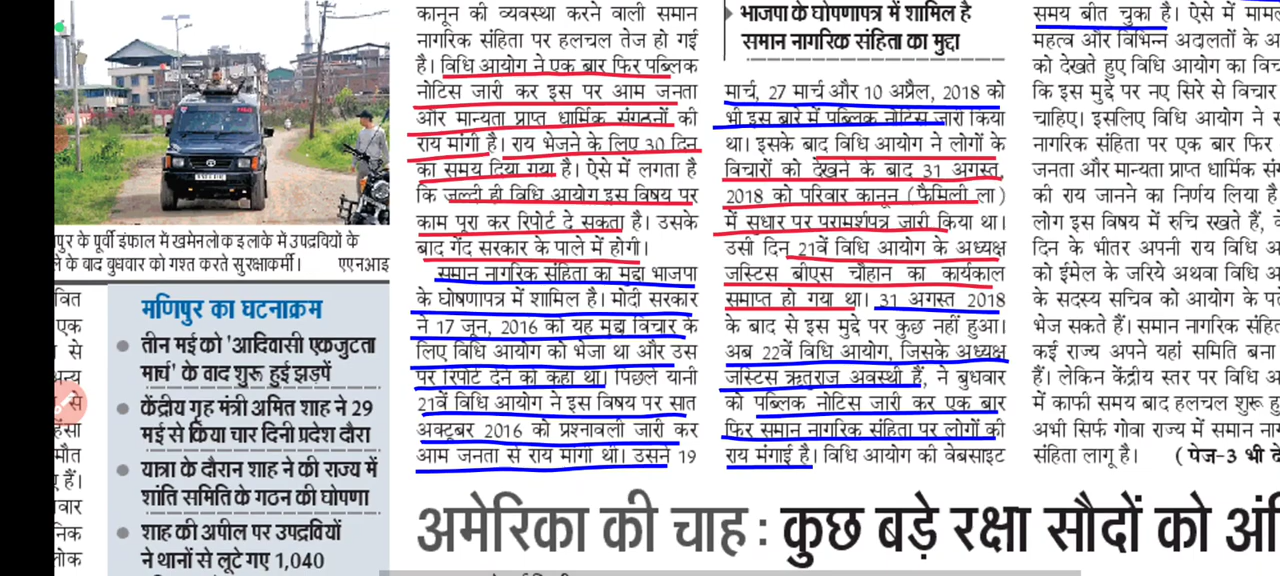 कानून की व्यवस्था करने वाली समान
नागरिक संहिता पर हलचल तेज हो गई
है। विधि आयोग ने एक बार फिर पब्लिक
नोटिस जारी कर इस पर आम जनता
और मान्यता प्राप्त धार्मिक संगठनों की
राय मांगी है। राय भेजने के लिए 30 दिन
का समय दिया गया है। ऐसे में लगता है
कि जल्दी ही विधि आयोग इस विषय पर
काम पूरा कर रिपोर्ट दे सकता है। उसके
बाद गेंद सरकार के पाले में होगी।
समान नागरिक संहिता का मुद्दा भाजपा
के घोषणापत्र में शामिल है। मोदी सरकार
ने 17 जून, 2016 को यह मुद्दा विचार के
लिए विधि आयोग को भेजा था और उस
पर रिपोर्ट देने को कहा था। पिछले यानी
21वें विधि आयोग ने इस विषय पर सात
अक्टूबर 2016 को प्रश्नावली जारी कर
आम जनता से राय मांगी थी। उसने 19
भाजपा के घोषणापत्र में शामिल है
समान नागरिक संहिता का मुद्दा
मार्च, 27 मार्च और 10 अप्रैल, 2018 को
भी इस बारे में पब्लिक नोटिस जारी किया
था। इसके बाद विधि आयोग ने लोगों के
विचारों को देखने के बाद 31 अगस्त,
2018 को परिवार कानून (फैमिली ला)
में सुधार पर परामर्शपत्र जारी किया था।
उसी दिन 21वें विधि आयोग के अध्यक्ष
जस्टिस बीएस चौहान का कार्यकाल
समाप्त हो गया था। 31 अगस्त 2018
के बाद से इस मुद्दे पर कुछ नहीं हुआ।
अब 22वें विधि आयोग, जिसके अध्यक्ष
जस्टिस ऋतुराज अवस्थी हैं, ने बुधवार
को पब्लिक नोटिस जारी कर एक बार
फिर समान नागरिक संहिता पर लोगों की
राय मंगाई है। विधि आयोग की वेबसाइट
समय बीत चुका है। ऐसे में
महत्व और विभिन्न अदालतों के
को देखते हुए विधि आयोग का
कि इस मुद्दे पर नए सिरे से विचार
चाहिए। इसलिए विधि आयोग ने
नागरिक संहिता पर एक बार फिर
जनता और मान्यता प्राप्त धार्मिक
की राय जानने का निर्णय लिया है
लोग इस विषय में रुचि रखते हैं,
दिन के भीतर अपनी राय विधि
को ईमेल के जरिये अथवा विधि
के सदस्य सचिव को आयोग के
भेज सकते हैं। समान नागरिक
कई राज्य अपने यहां समिति बना
हैं। लेकिन केंद्रीय स्तर पर विधि
में काफी समय बाद हलचल शुरू
अभी सिर्फ गोवा राज्य में समान
संहिता लागू है। (पेज-3 भी
के पूर्वी इंफाल में खमेनलोक इलाके में उपद्रवियों के
के बाद बुधवार को गश्त करते सुरक्षाकर्मी। एएनआइ
एक
से
से
मौत
हैं।
मणिपुर का घटनाक्रम
तीन मई को 'आदिवासी एकजुटता
मार्च' के बाद शुरू हुई झड़पें
केंद्रीय गृह मंत्री अमित शाह ने 29
मई से किया चार दिनी प्रदेश दौरा
यात्रा के दौरान शाह ने की राज्य में
शांति समिति के गठन की घोषणा
शाह की अपील पर उपद्रवियों
ने थानों से लूटे गए 1,040
अमेरिका की चाह : कुछ बड़े रक्षा सौदों को